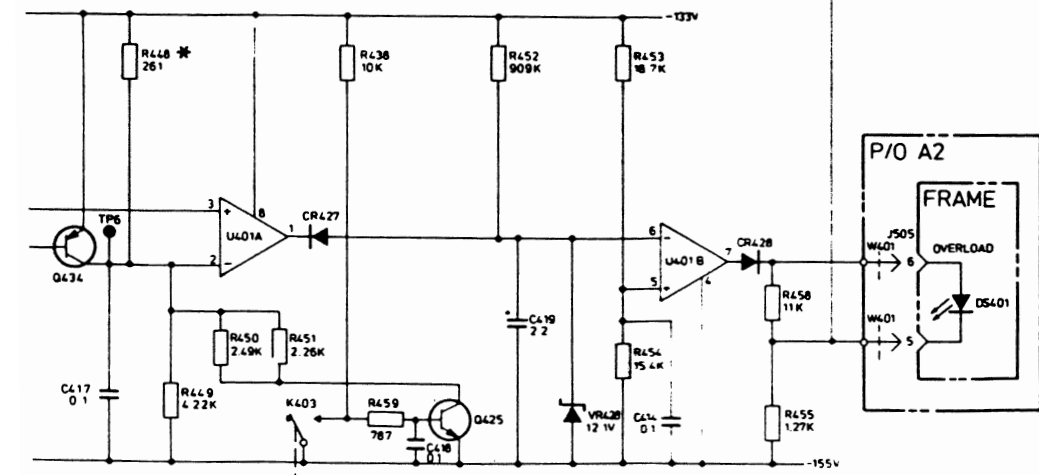 -133V
R448 *
261
R438
10K
R452
909K
R453
18.7K
P/O A2
FRAME
3
+
8
TP6
U401A
1
CR427
2
-
Q434
6
-
U401B
7
CR428
5
+
4
W401
J505
6
OVERLOAD
DS401
R458
11K
W401
5
R450
2.49K
R451
2.26K
C419
2.2
+
R454
15.4K
C417
0.1
R449
4.22K
K403
R459
787
Q425
C418
0.1
VR428
12.1V
C414
0.1
R455
1.27K
-155V